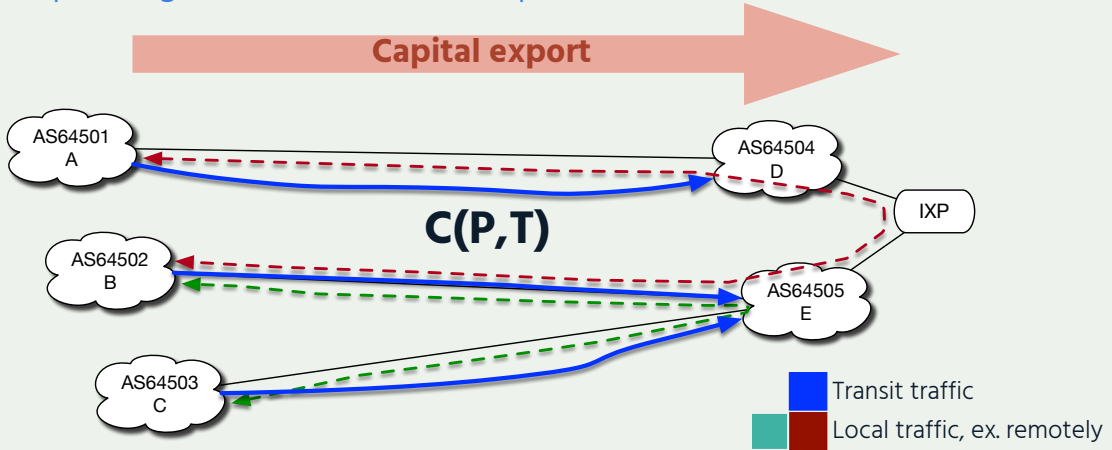 Capital export
AS64501
A
AS64504
D
IXP
C(P,T)
AS64502
B
AS64505
E
AS64503
C
Transit traffic
Local traffic, ex. remotely